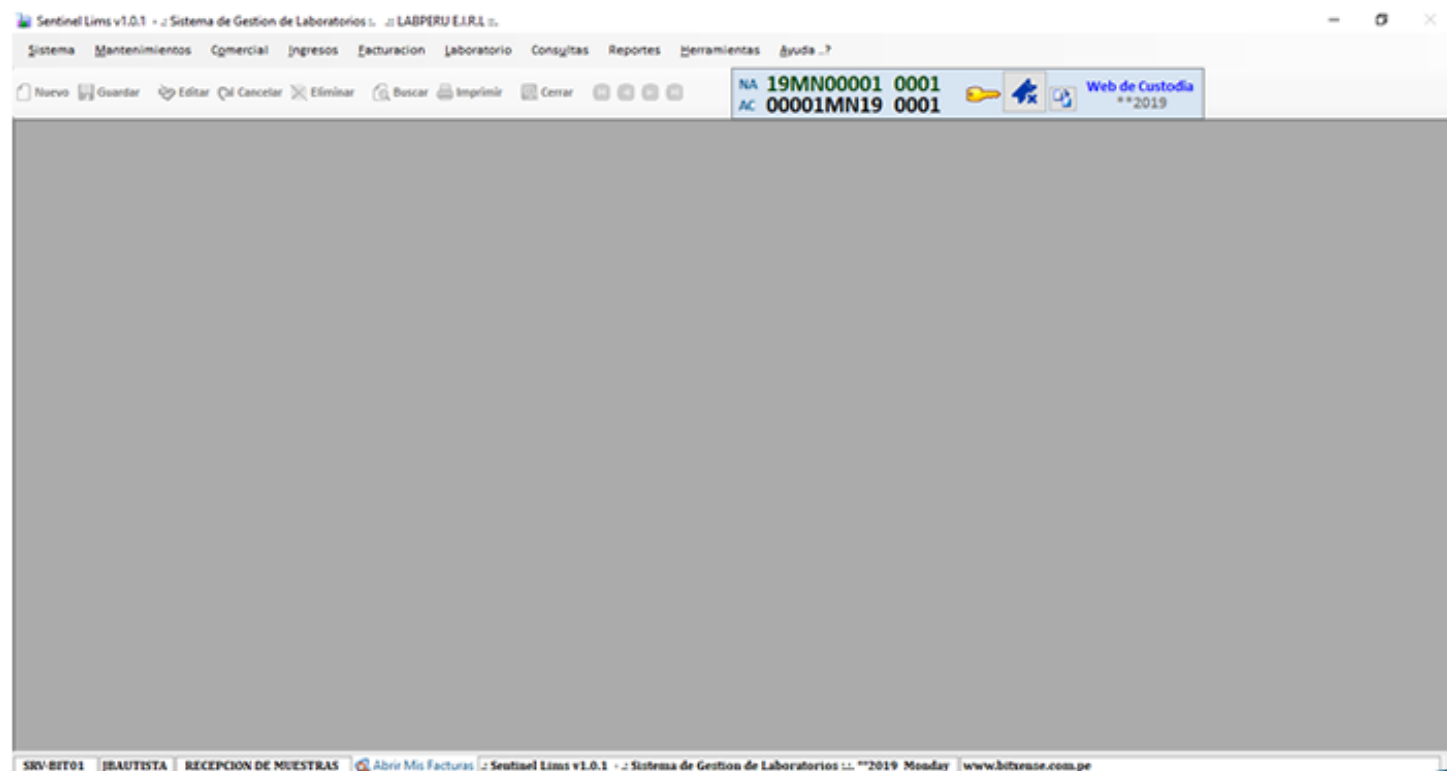 Sentinel Lims v1.0.1 - .: Sistema de Gestion de Laboratorios :. .:: LABPERU E.I.R.L ::.
Sistema Mantenimientos Comercial Ingresos Facturacion Laboratorio Consultas Reportes Herramientas Ayuda ..?
Nuevo Guardar Editar Cancelar Eliminar Buscar Imprimir Cerrar
NA 19MN00001 0001
AC 00001MN19 0001
Web de Custodia
**2019
SRV-BIT01 JBAUTISTA RECEPCION DE MUESTRAS Abrir Mis Facturas .: Sentinel Lims v1.0.1 - .: Sistema de Gestion de Laboratorios :.:. **2019 Monday www.bitxense.com.pe